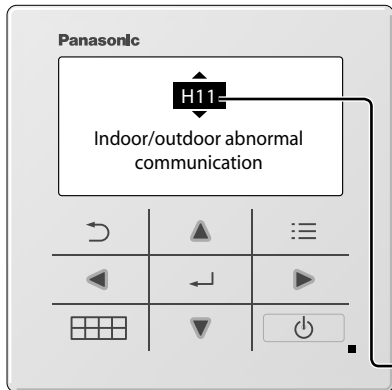 Panasonic
H11
Indoor/outdoor abnormal
communication